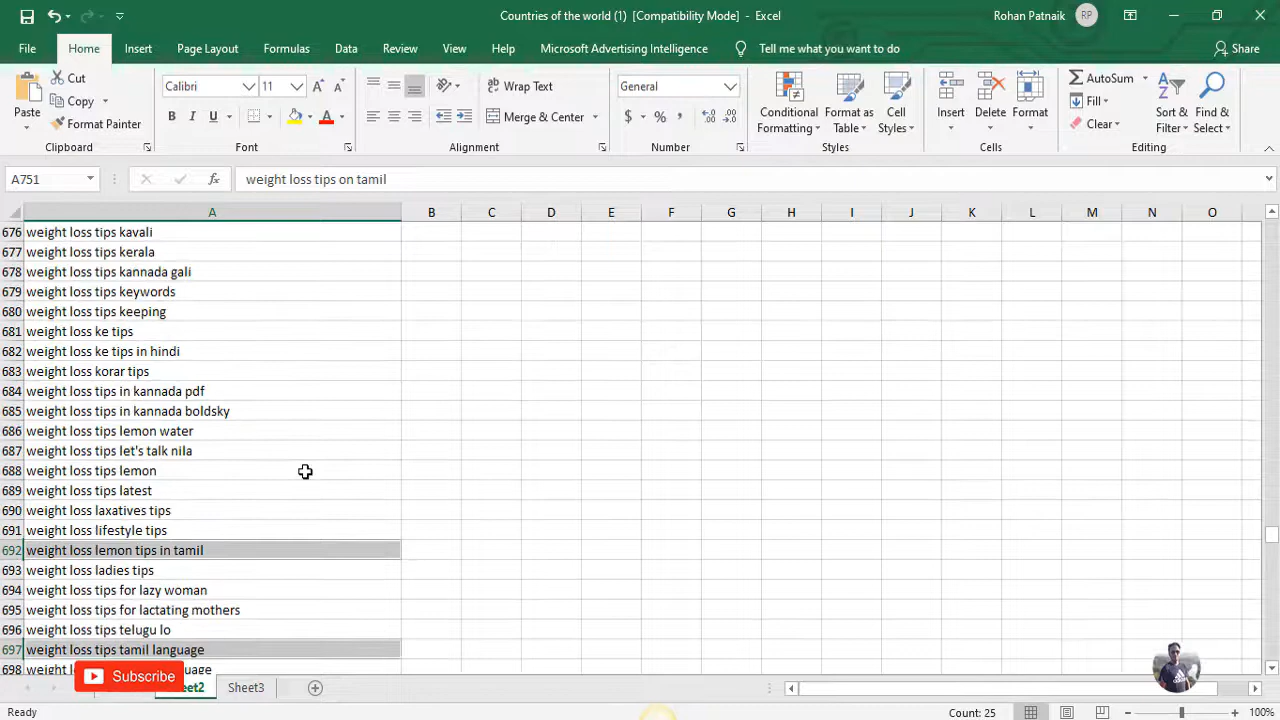 Countries of the world (1) [Compatibility Mode] - Excel
Rohan Patnaik RP
File Home Insert Page Layout Formulas Data Review View Help Microsoft Advertising Intelligence Tell me what you want to do Share
Paste
Cut
Copy
Format Painter
Clipboard
Calibri 11
B I U
Font
Wrap Text
Merge & Center
Alignment
General
$ % ,
Number
Conditional Formatting
Format as Table
Cell Styles
Styles
Insert
Delete
Format
Cells
AutoSum
Fill
Clear
Sort & Filter
Find & Select
Editing
A751 fx weight loss tips on tamil
A B C D E F G H I J K L M N O
676 weight loss tips kavali
677 weight loss tips kerala
678 weight loss tips kannada gali
679 weight loss tips keywords
680 weight loss tips keeping
681 weight loss ke tips
682 weight loss ke tips in hindi
683 weight loss korar tips
684 weight loss tips in kannada pdf
685 weight loss tips in kannada boldsky
686 weight loss tips lemon water
687 weight loss tips let's talk nila
688 weight loss tips lemon
689 weight loss tips latest
690 weight loss laxatives tips
691 weight loss lifestyle tips
692 weight loss lemon tips in tamil
693 weight loss ladies tips
694 weight loss tips for lazy woman
695 weight loss tips for lactating mothers
696 weight loss tips telugu lo
697 weight loss tips tamil language
698
Subscribe
Sheet3
Ready
Count: 25
100%